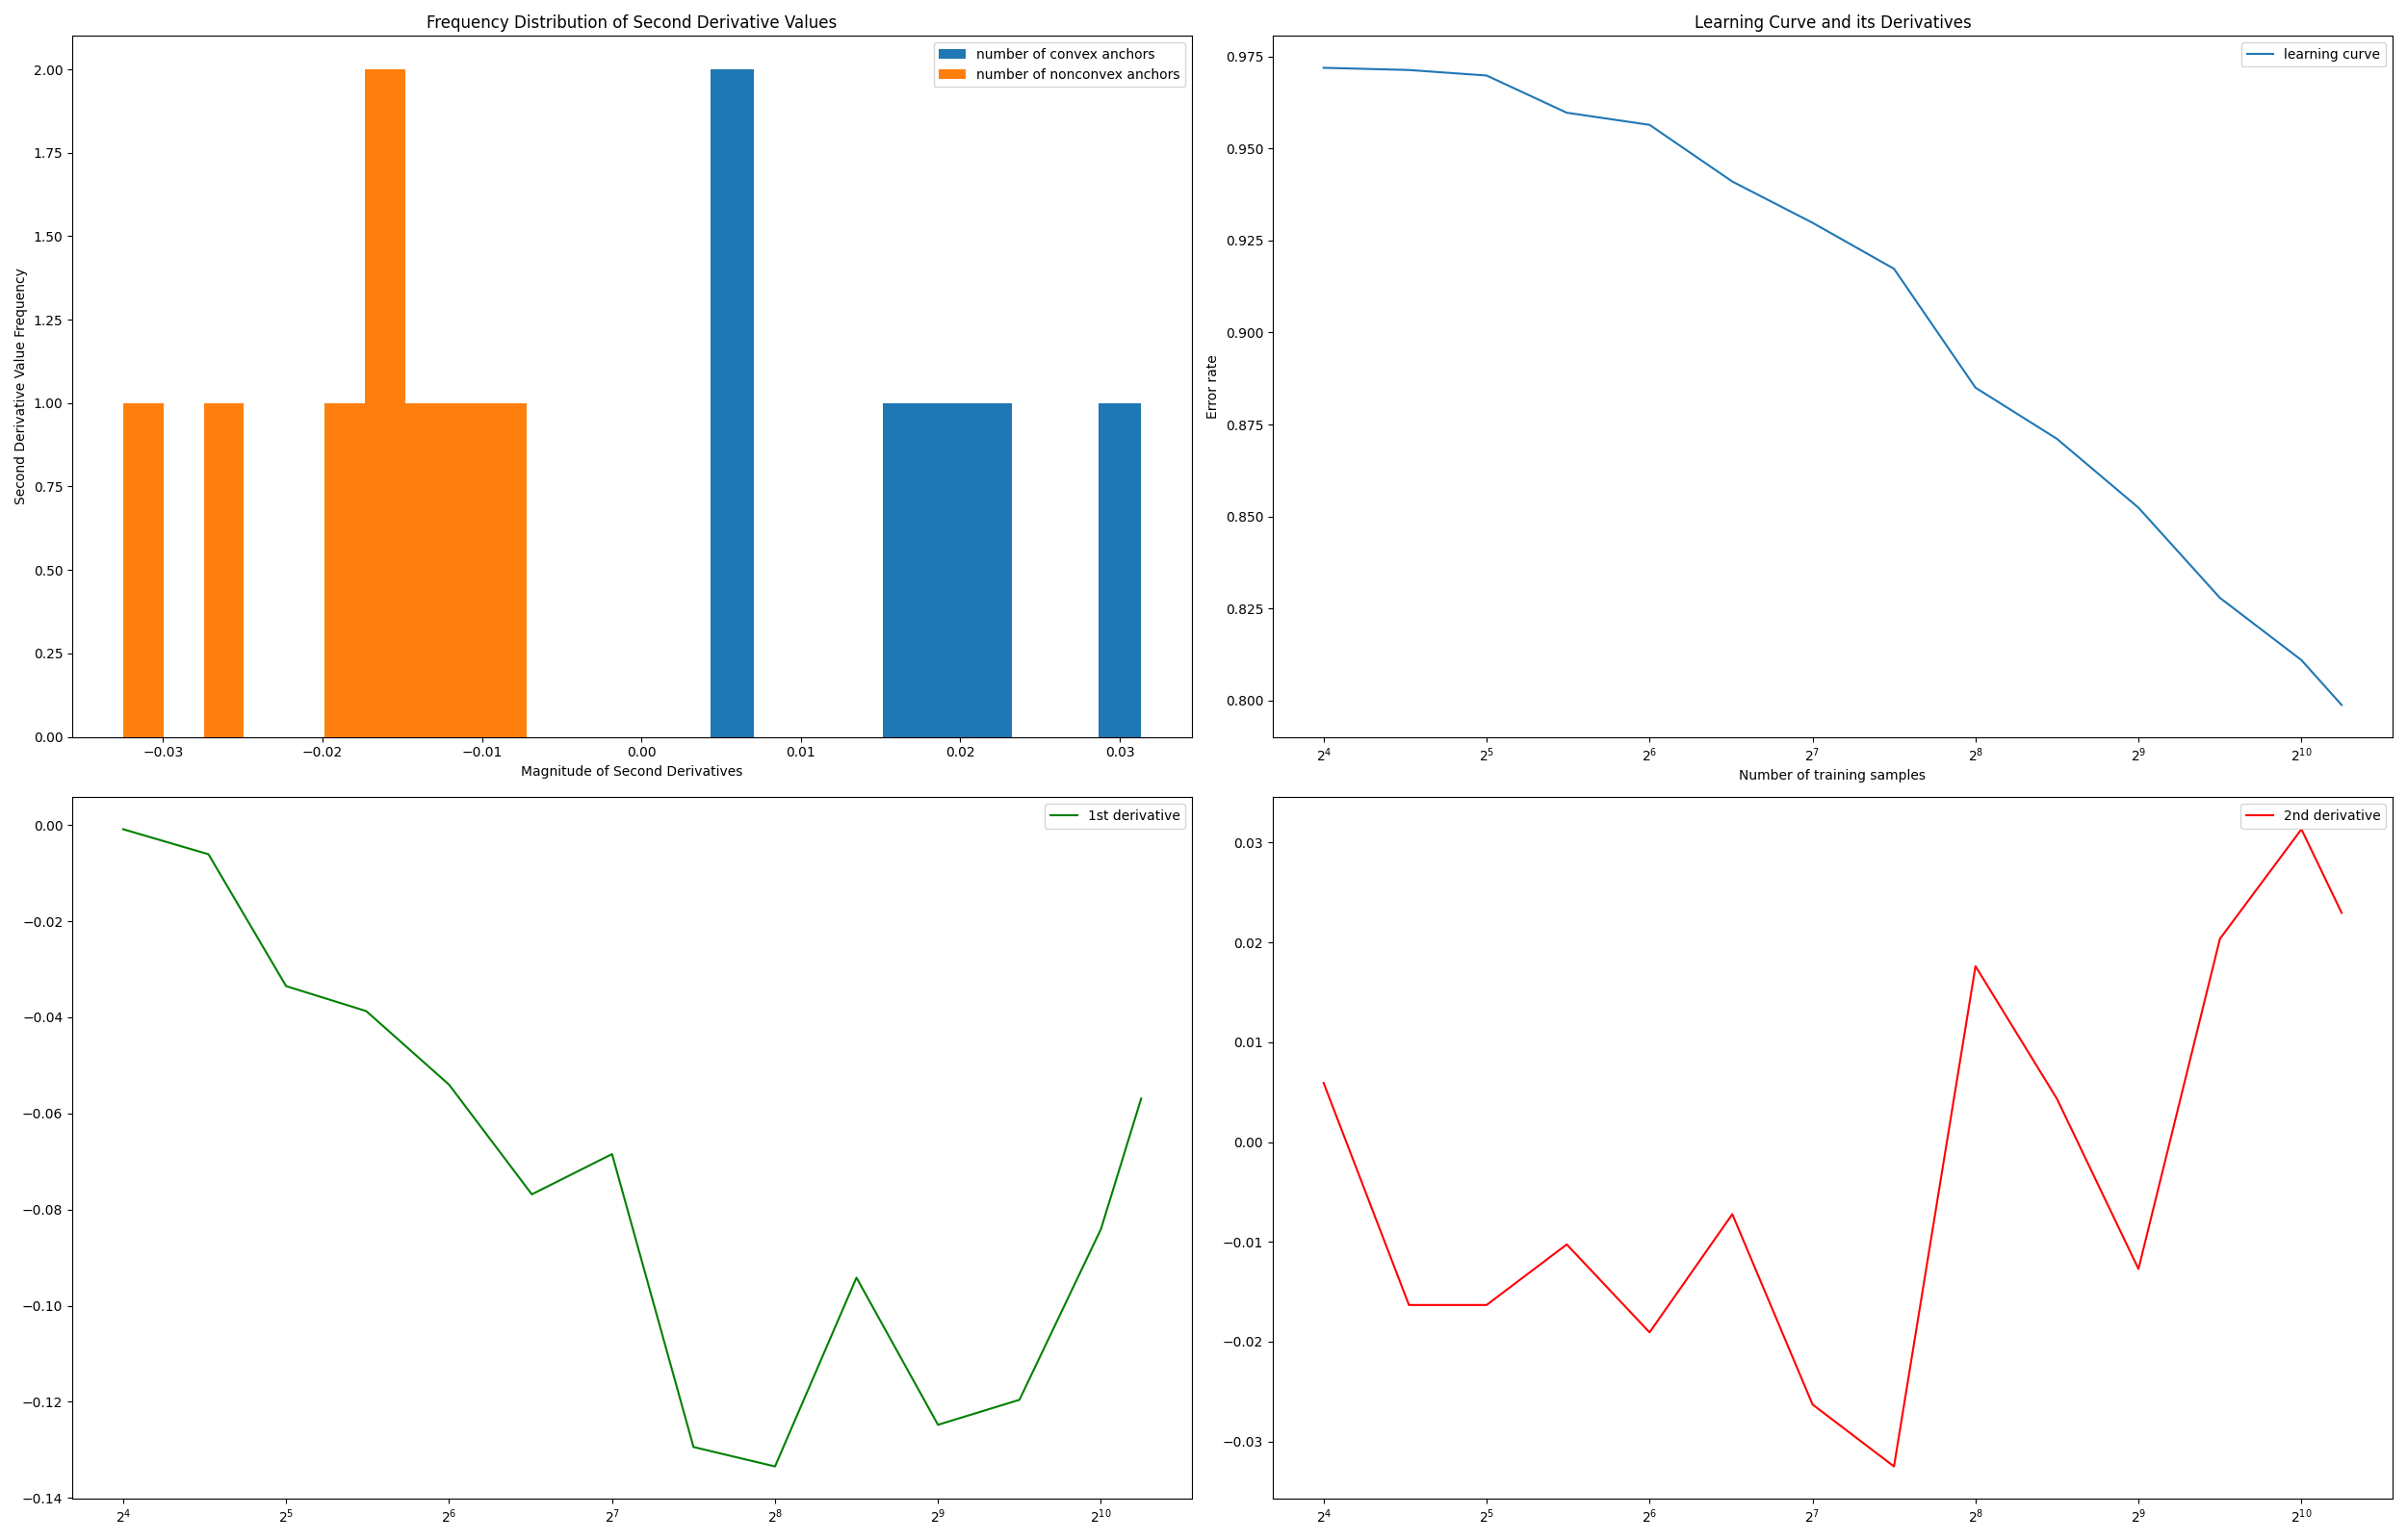 Frequency Distribution of Second Derivative Values
number of convex anchors
number of nonconvex anchors
Second Derivative Value Frequency
2.00
1.75
1.50
1.25
1.00
0.75
0.50
0.25
0.00
−0.03 −0.02 −0.01 0.00 0.01 0.02 0.03
Magnitude of Second Derivatives
Learning Curve and its Derivatives
learning curve
Error rate
0.975
0.950
0.925
0.900
0.875
0.850
0.825
0.800
2⁴ 2⁵ 2⁶ 2⁷ 2⁸ 2⁹ 2¹⁰
Number of training samples
1st derivative
0.00
−0.02
−0.04
−0.06
−0.08
−0.10
−0.12
−0.14
2⁴ 2⁵ 2⁶ 2⁷ 2⁸ 2⁹ 2¹⁰
2nd derivative
0.03
0.02
0.01
0.00
−0.01
−0.02
−0.03
2⁴ 2⁵ 2⁶ 2⁷ 2⁸ 2⁹ 2¹⁰